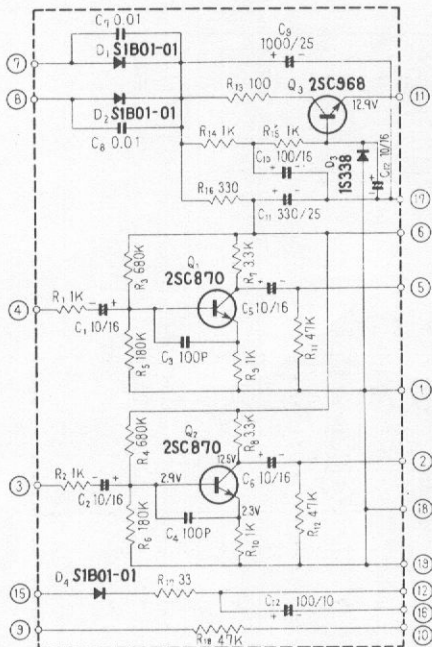 C7 0.01
D1 S1B01-01
7
C9
1000/25
R13 100
Q3 2SC968
12.9V
11
8
D2 S1B01-01
C8 0.01
R14 1K
R15 1K
C10
100/16
D3
1S338
C12 10/16
R16 330
C11 330/25
17
6
R3 680K
Q1
2SC870
R7 3.3K
5
4
R1 1K
C1 10/16
C5 10/16
R5 180K
C3 100P
R9 1K
R11 47K
1
R4 680K
Q2
2SC870
R8 3.3K
12.5V
2
3
R2 1K
C2 10/16
2.9V
C6 10/16
R6 180K
C4 100P
2.3V
R10 1K
R12 47K
18
19
D4 S1B01-01
15
R17 33
12
C12 100/10
16
9
R18 47K
10